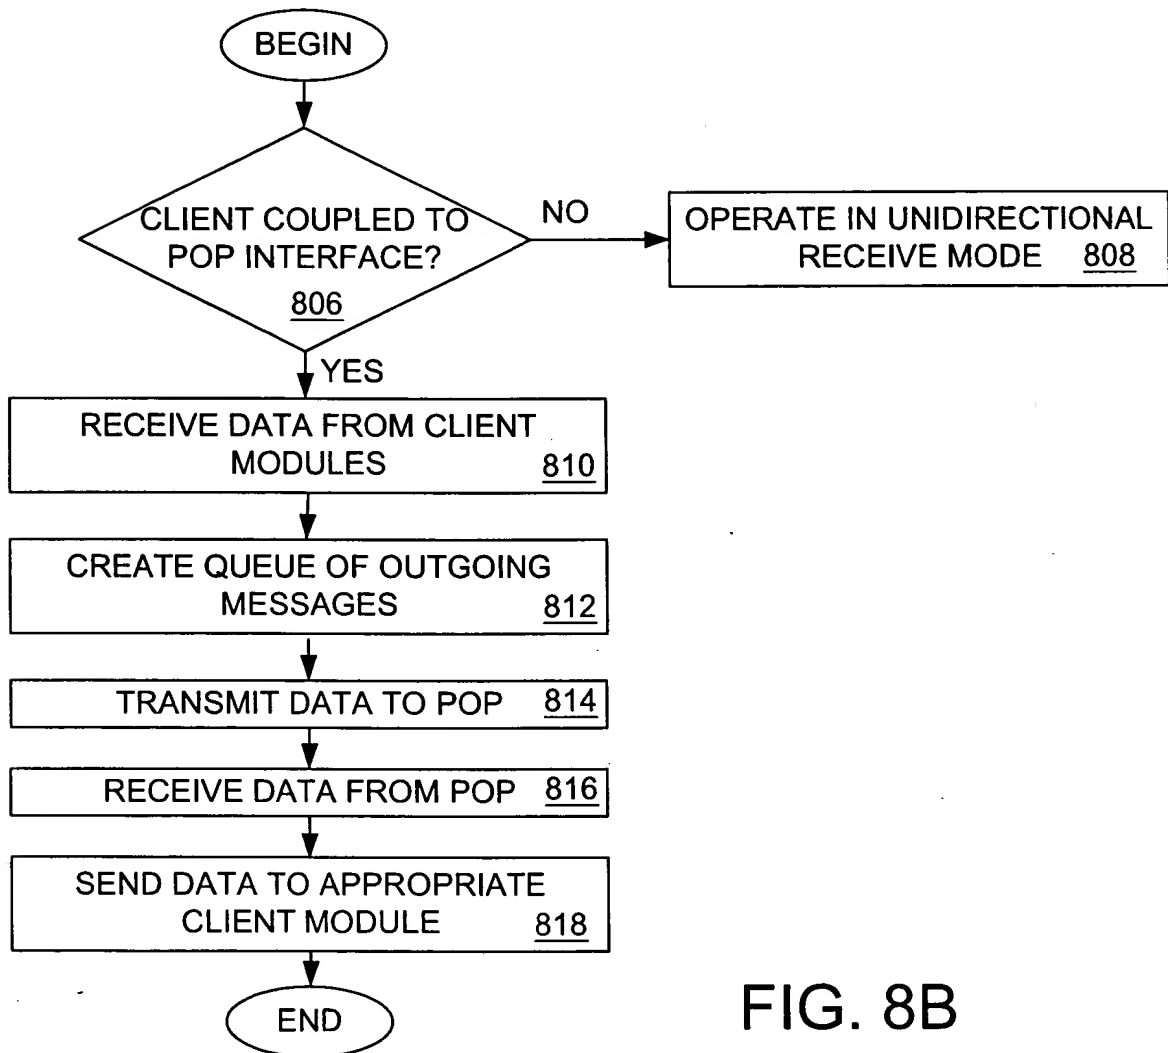 BEGIN
CLIENT COUPLED TO
POP INTERFACE?
806
NO
OPERATE IN UNIDIRECTIONAL
RECEIVE MODE 808
YES
RECEIVE DATA FROM CLIENT
MODULES 810
CREATE QUEUE OF OUTGOING
MESSAGES 812
TRANSMIT DATA TO POP 814
RECEIVE DATA FROM POP 816
SEND DATA TO APPROPRIATE
CLIENT MODULE 818
END
FIG. 8B